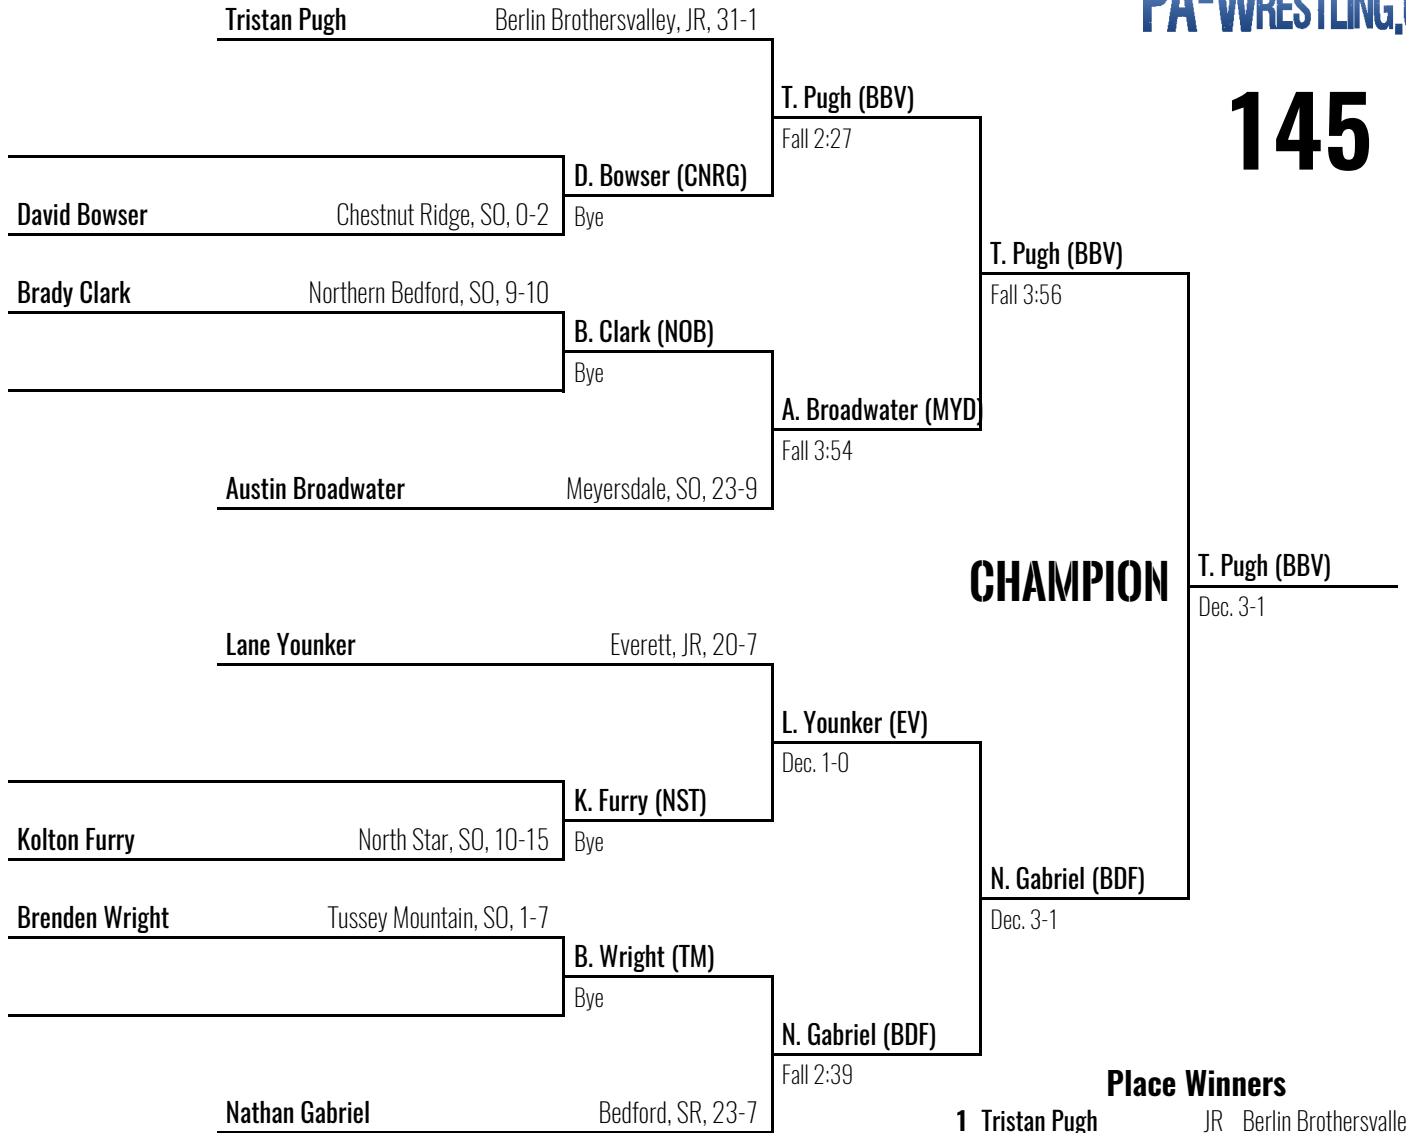 Tristan Pugh Berlin Brothersvalley, JR, 31-1
PA-WRESTLING.
145
T. Pugh (BBV)
Fall 2:27
D. Bowser (CNRG)
David Bowser Chestnut Ridge, SO, 0-2
Bye
T. Pugh (BBV)
Fall 3:56
Brady Clark Northern Bedford, SO, 9-10
B. Clark (NOB)
Bye
A. Broadwater (MYD)
Fall 3:54
Austin Broadwater Meyersdale, SO, 23-9
CHAMPION
T. Pugh (BBV)
Dec. 3-1
Lane Younker Everett, JR, 20-7
L. Younker (EV)
Dec. 1-0
K. Furry (NST)
Kolton Furry North Star, SO, 10-15
Bye
N. Gabriel (BDF)
Dec. 3-1
Brenden Wright Tussey Mountain, SO, 1-7
B. Wright (TM)
Bye
N. Gabriel (BDF)
Fall 2:39
Place Winners
Nathan Gabriel Bedford, SR, 23-7
1 Tristan Pugh JR Berlin Brothersvalle